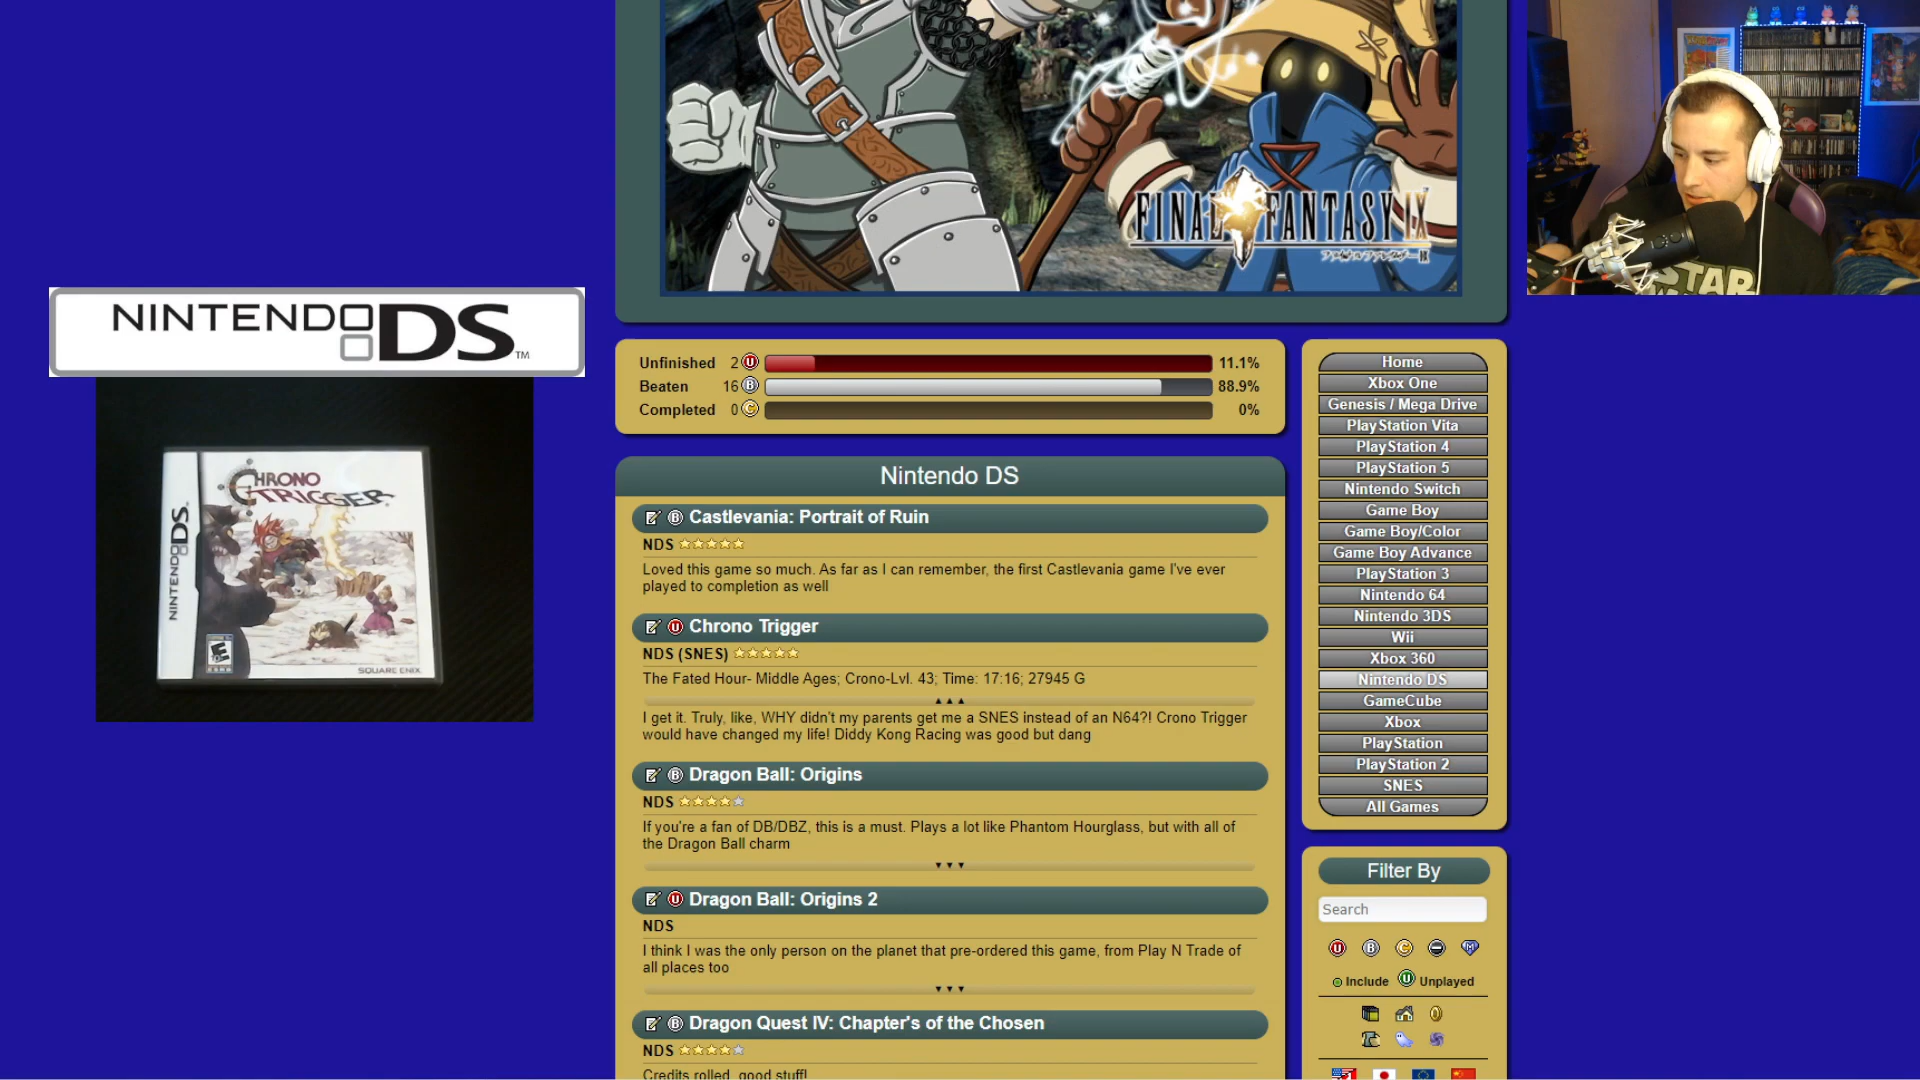 FINAL FANTASY IX
NINTENDO DS™
NINTENDO DS
CHRONO TRIGGER
E
SQUARE ENIX
STAR
Unfinished 2 U 11.1%
Beaten 16 B 88.9%
Completed 0 C 0%
Nintendo DS
B Castlevania: Portrait of Ruin
NDS
Loved this game so much. As far as I can remember, the first Castlevania game I've ever
played to completion as well
U Chrono Trigger
NDS (SNES)
The Fated Hour- Middle Ages; Crono-Lvl. 43; Time: 17:16; 27945 G
I get it. Truly, like, WHY didn't my parents get me a SNES instead of an N64?! Crono Trigger
would have changed my life! Diddy Kong Racing was good but dang
B Dragon Ball: Origins
NDS
If you're a fan of DB/DBZ, this is a must. Plays a lot like Phantom Hourglass, but with all of
the Dragon Ball charm
U Dragon Ball: Origins 2
NDS
I think I was the only person on the planet that pre-ordered this game, from Play N Trade of
all places too
B Dragon Quest IV: Chapter's of the Chosen
NDS
Credits rolled, good stuff!
Home
Xbox One
Genesis / Mega Drive
PlayStation Vita
PlayStation 4
PlayStation 5
Nintendo Switch
Game Boy
Game Boy/Color
Game Boy Advance
PlayStation 3
Nintendo 64
Nintendo 3DS
Wii
Xbox 360
Nintendo DS
GameCube
Xbox
PlayStation
PlayStation 2
SNES
All Games
Filter By
Search
U B C M
Include U Unplayed